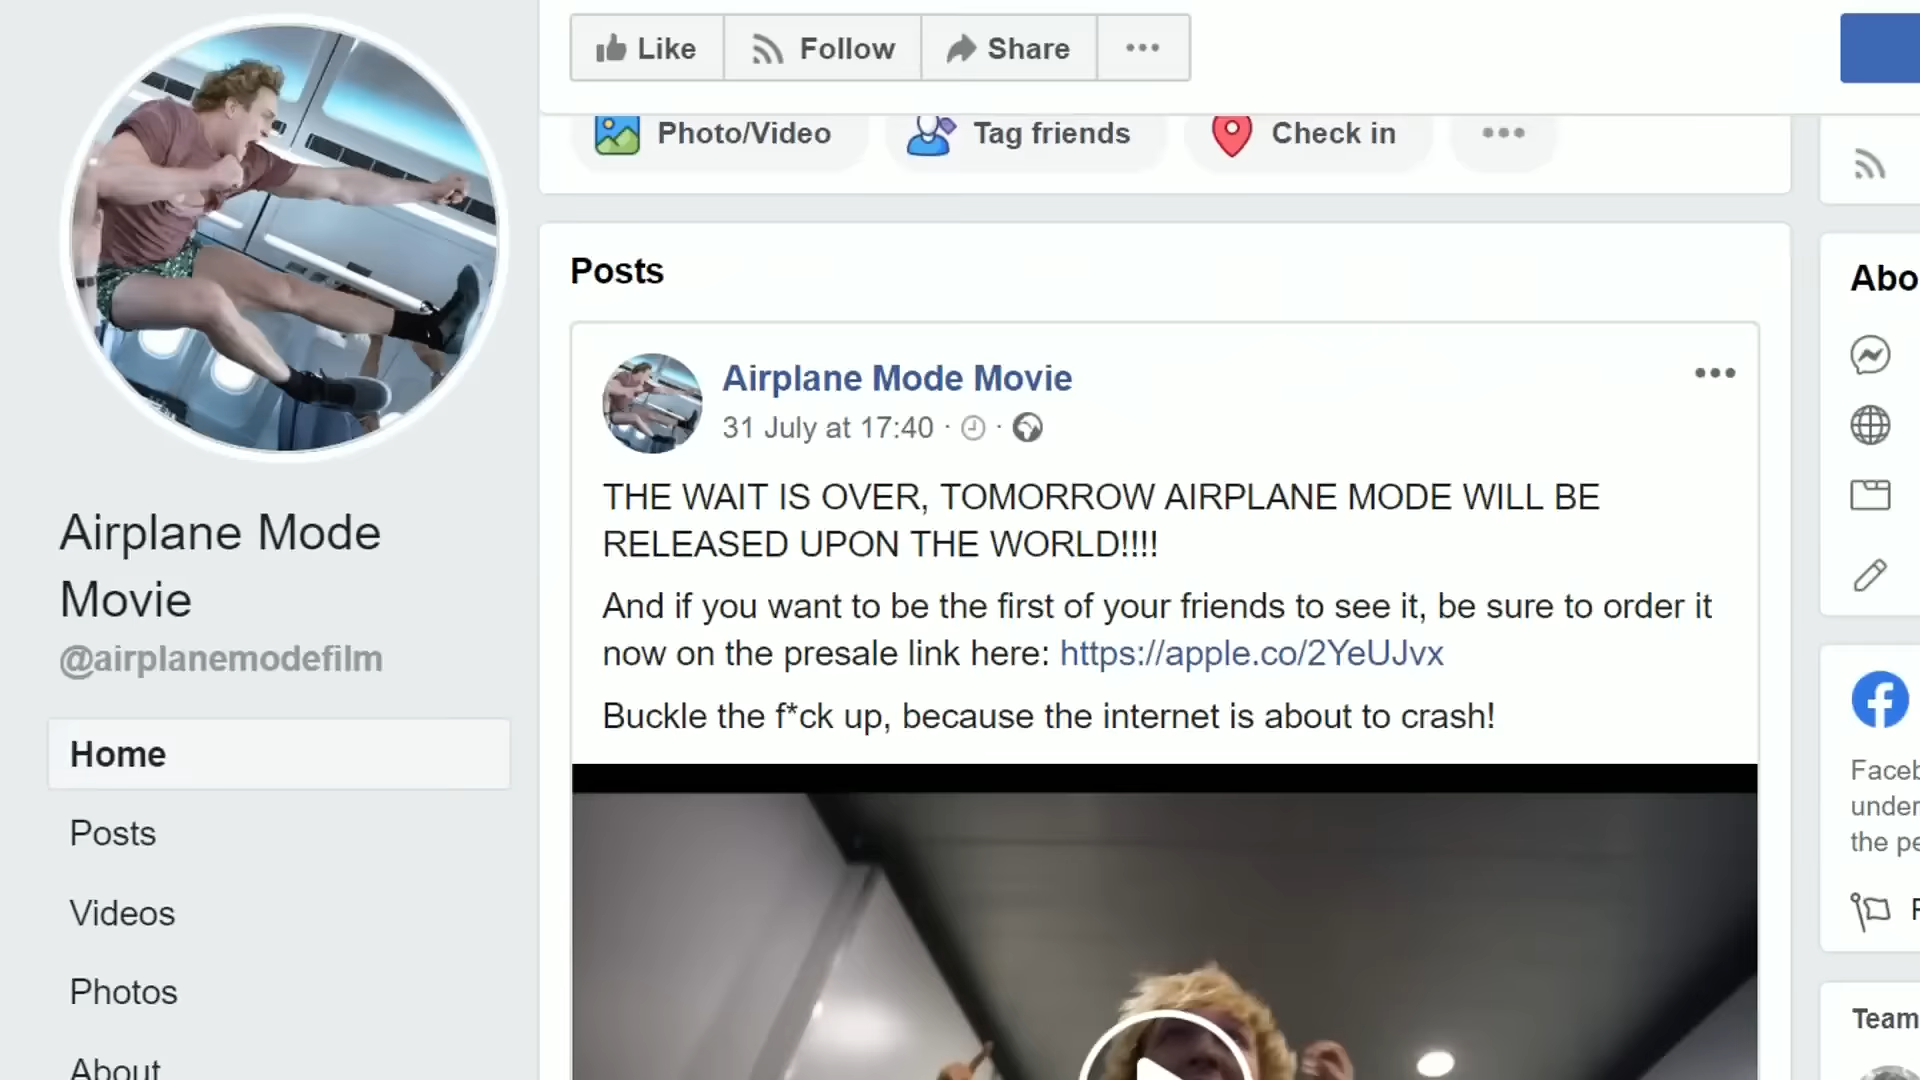 Like
Follow
Share
Photo/Video
Tag friends
Check in
Posts
Airplane Mode Movie
31 July at 17:40
THE WAIT IS OVER, TOMORROW AIRPLANE MODE WILL BE
RELEASED UPON THE WORLD!!!!
And if you want to be the first of your friends to see it, be sure to order it
now on the presale link here: https://apple.co/2YeUJvx
Buckle the f*ck up, because the internet is about to crash!
Airplane Mode
Movie
@airplanemodefilm
Home
Posts
Videos
Photos
About
Abo
Faceb
under
the pe
Team